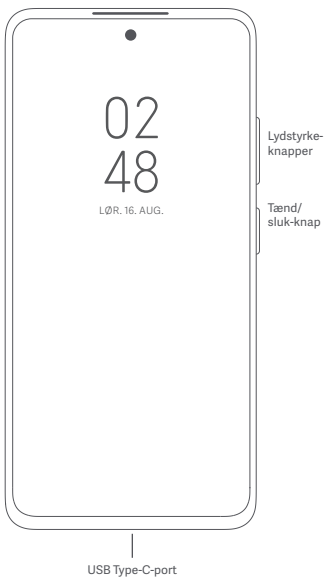 02
48
LØR. 16. AUG.
Lydstyrke-
knapper
Tænd/
sluk-knap
USB Type-C-port